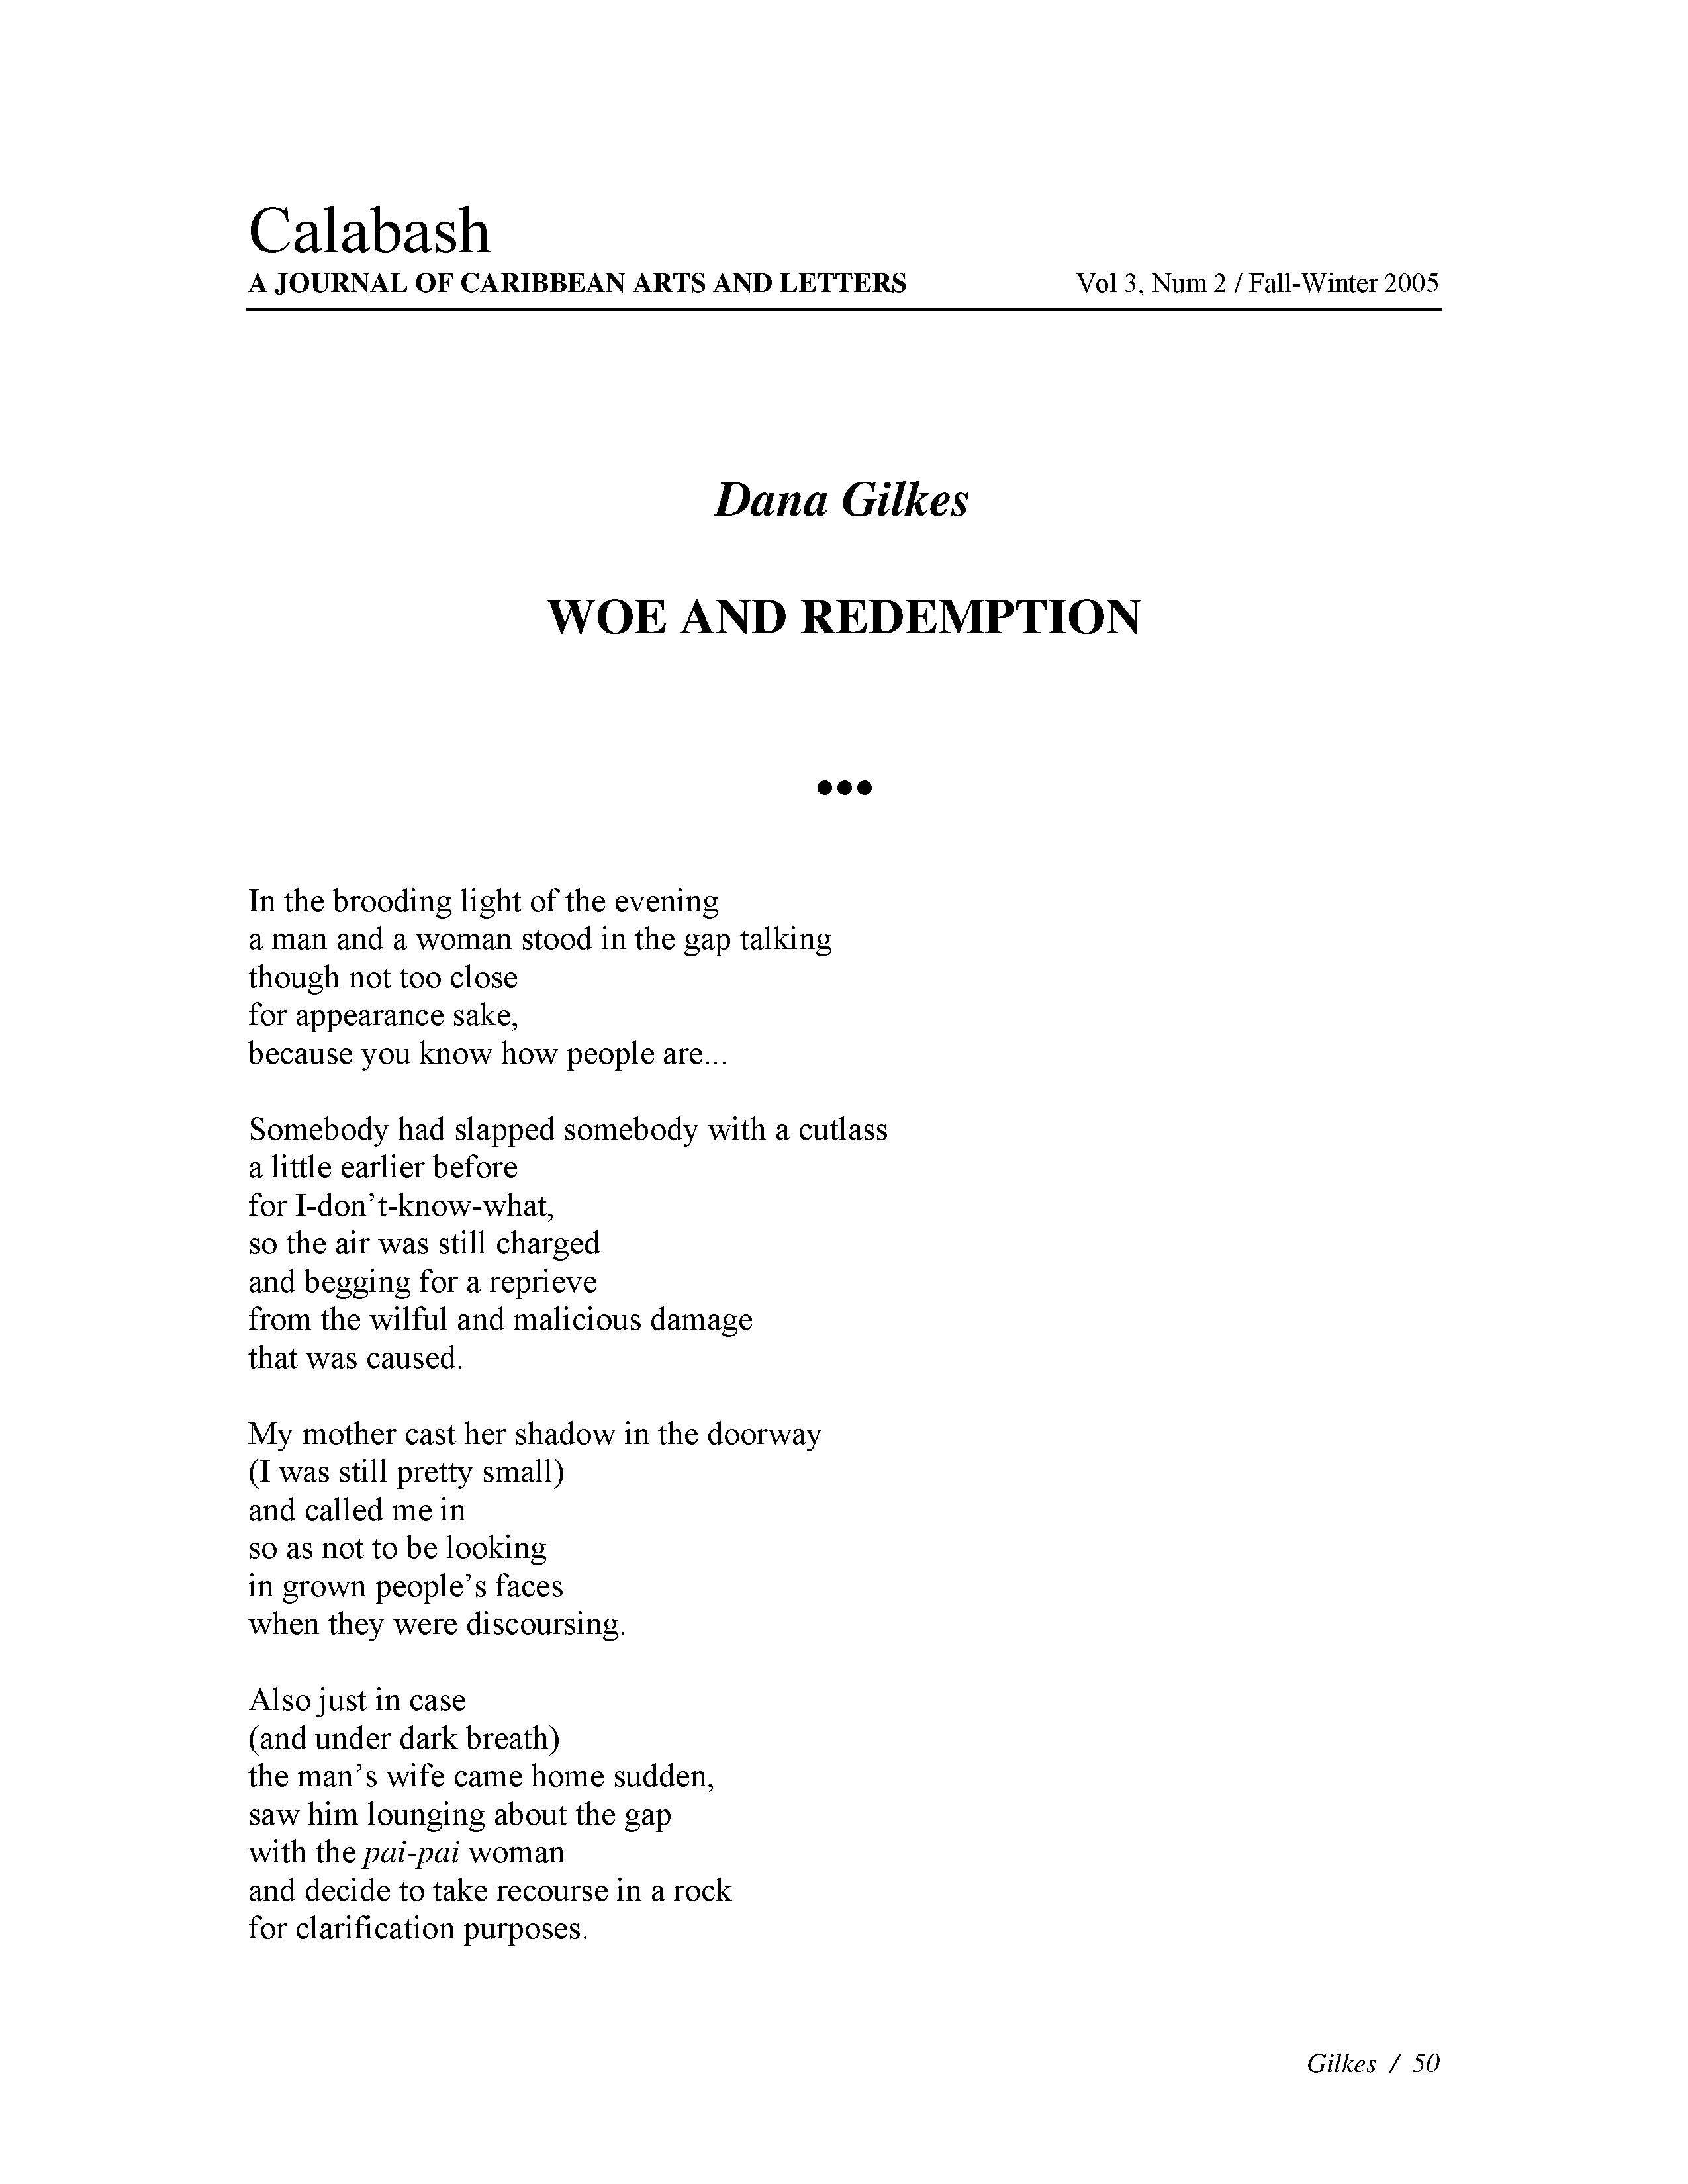 Calabash
A JOURNAL OF CARIBBEAN ARTS AND LETTERS Vol 3, Num 2 / Fall-Winter 2005
Dana Gilkes
WOE AND REDEMPTION
•••
In the brooding light of the evening
a man and a woman stood in the gap talking
though not too close
for appearance sake,
because you know how people are...
Somebody had slapped somebody with a cutlass
a little earlier before
for I-don't-know-what,
so the air was still charged
and begging for a reprieve
from the wilful and malicious damage
that was caused.
My mother cast her shadow in the doorway
(I was still pretty small)
and called me in
so as not to be looking
in grown people's faces
when they were discoursing.
Also just in case
(and under dark breath)
the man's wife came home sudden,
saw him lounging about the gap
with the pai-pai woman
and decide to take recourse in a rock
for clarification purposes.
Gilkes / 50